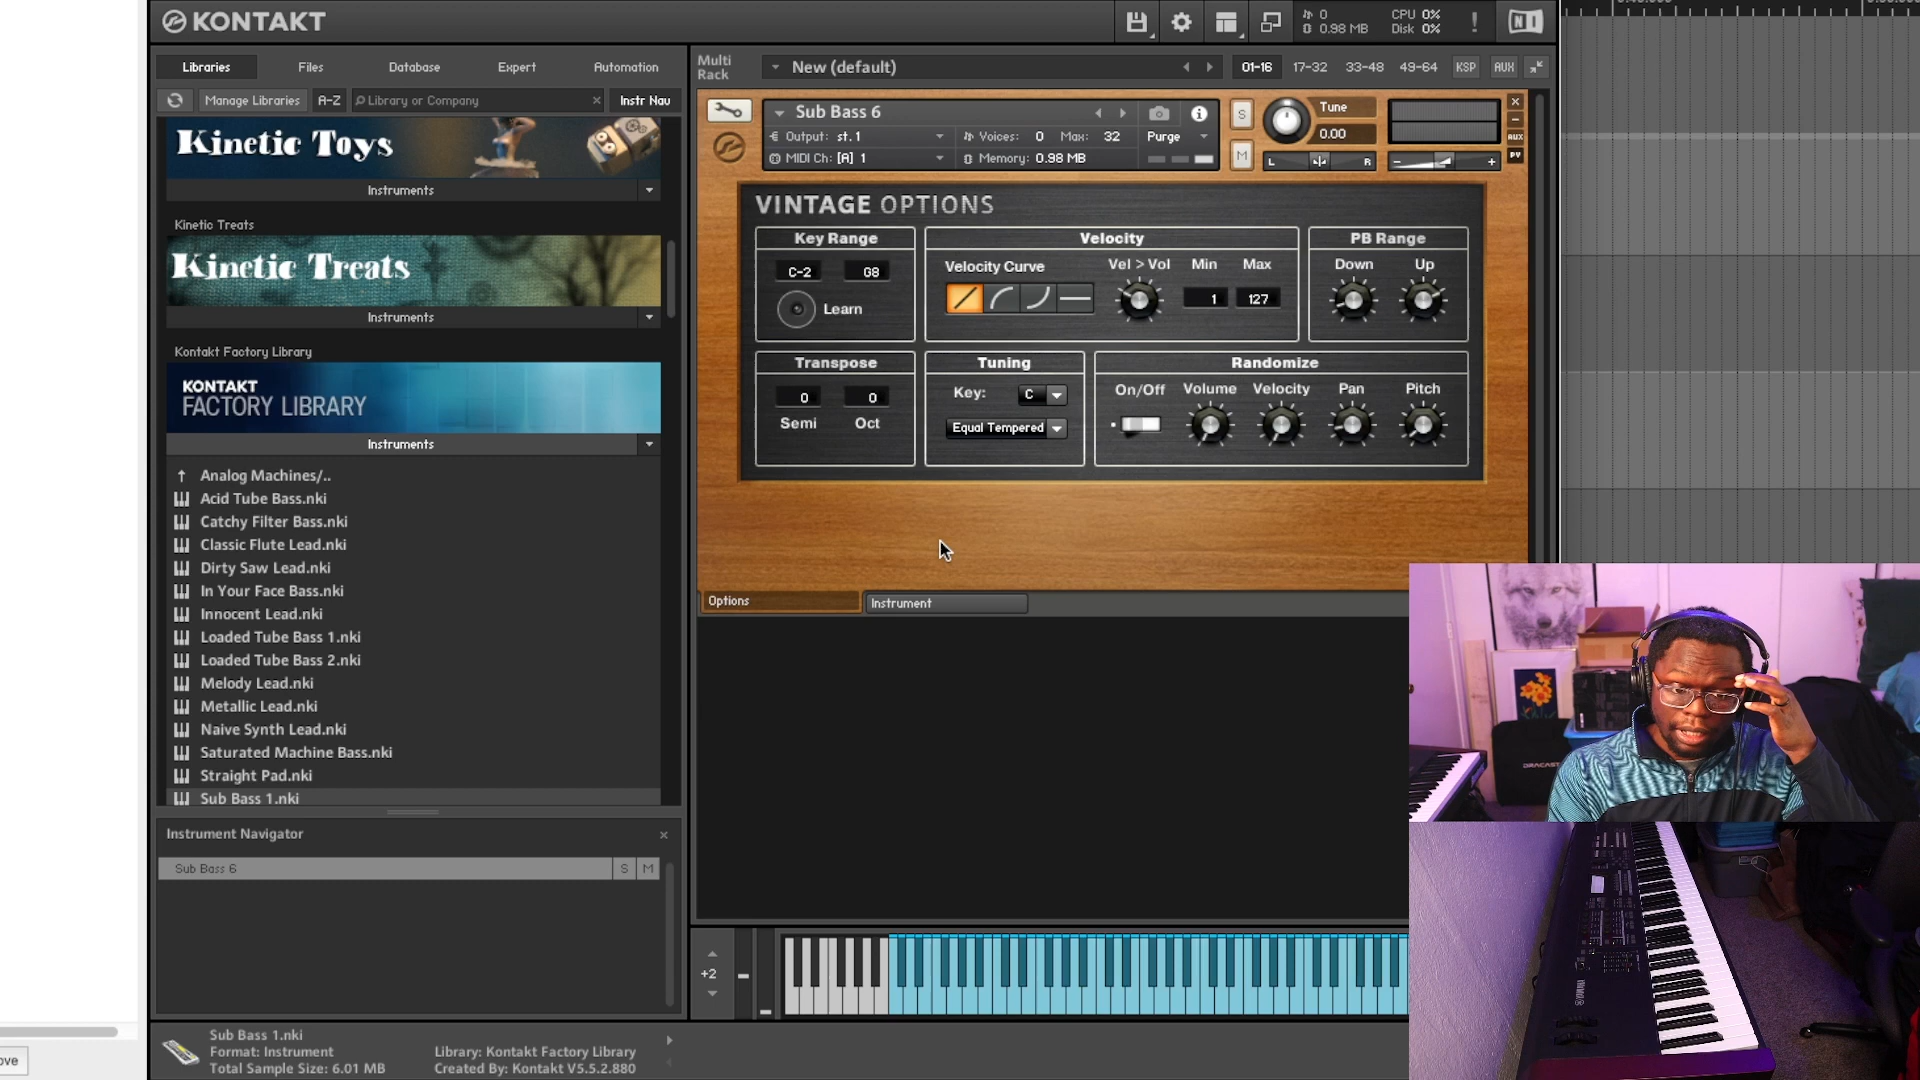 KONTAKT
0
0.98 MB
CPU 0%
Disk 0%
!
Libraries
Files
Database
Expert
Automation
Manage Libraries
A-Z
Library or Company
Instr Nav
Kinetic Toys
Instruments
Kinetic Treats
Kinetic Treats
Instruments
Kontakt Factory Library
KONTAKT
FACTORY LIBRARY
Instruments
Analog Machines/..
Acid Tube Bass.nki
Catchy Filter Bass.nki
Classic Flute Lead.nki
Dirty Saw Lead.nki
In Your Face Bass.nki
Innocent Lead.nki
Loaded Tube Bass 1.nki
Loaded Tube Bass 2.nki
Melody Lead.nki
Metallic Lead.nki
Naive Synth Lead.nki
Saturated Machine Bass.nki
Straight Pad.nki
Sub Bass 1.nki
Instrument Navigator
Sub Bass 6
S
M
Sub Bass 1.nki
Format: Instrument
Total Sample Size: 6.01 MB
Library: Kontakt Factory Library
Created By: Kontakt V5.5.2.880
Multi
Rack
New (default)
01-16
17-32
33-48
49-64
KSP
AUX
Sub Bass 6
Output: st.1
Voices: 0 Max: 32
Purge
MIDI Ch: [A] 1
Memory: 0.98 MB
S
M
Tune
0.00
L
R
AUX
PV
VINTAGE OPTIONS
Key Range
C-2
G8
Learn
Velocity
Velocity Curve
Vel > Vol
Min
Max
1
127
PB Range
Down
Up
Transpose
0
0
Semi
Oct
Tuning
Key: C
Equal Tempered
Randomize
On/Off
Volume
Velocity
Pan
Pitch
Options
Instrument
+2
YAMAHA